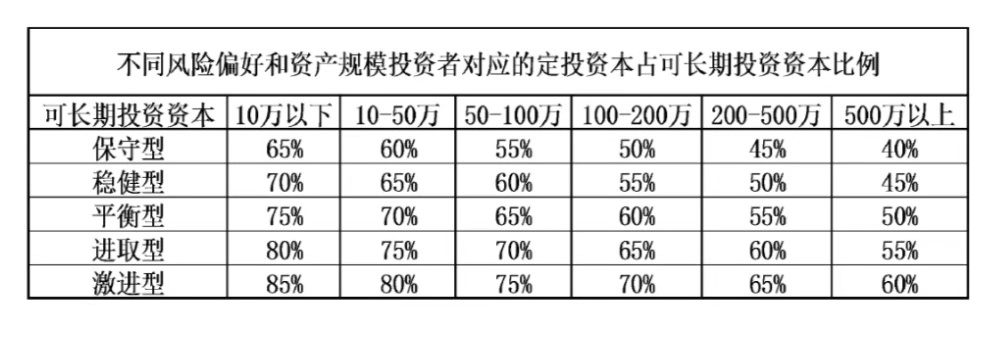 不同风险偏好和资产规模投资者对应的定投资本占可长期投资资本比例
可长期投资资本 10万以下 10-50万 50-100万 100-200万 200-500万 500万以上
保守型 65% 60% 55% 50% 45% 40%
稳健型 70% 65% 60% 55% 50% 45%
平衡型 75% 70% 65% 60% 55% 50%
进取型 80% 75% 70% 65% 60% 55%
激进型 85% 80% 75% 70% 65% 60%